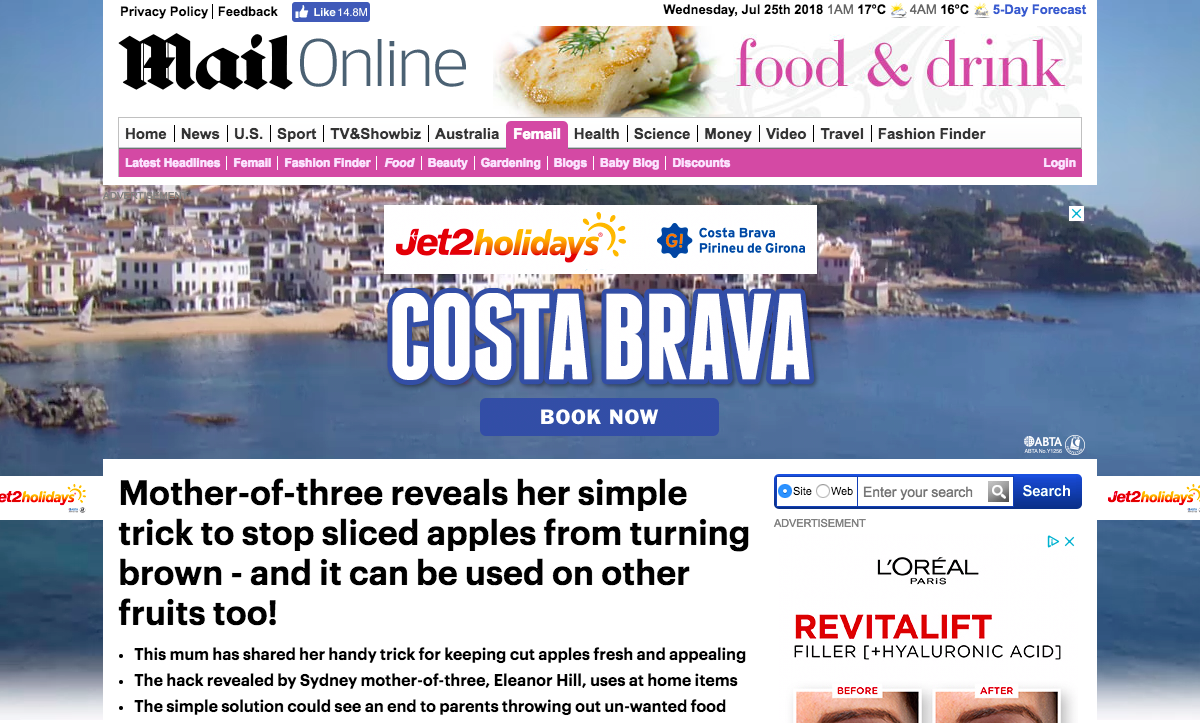 Privacy Policy | Feedback Like 14.8M
Wednesday, Jul 25th 2018 1AM 17°C 4AM 16°C 5-Day Forecast
Mail Online
food & drink
Home News U.S. Sport TV&Showbiz Australia Femail Health Science Money Video Travel Fashion Finder
Latest Headlines Femail Fashion Finder Food Beauty Gardening Blogs Baby Blog Discounts Login
ADVERTISEMENT
Jet2holidays
G!
Costa Brava
Pirineu de Girona
COSTA BRAVA
BOOK NOW
ABTA
ABTA No.Y1256
et2holidays
Jet2holidays
Mother-of-three reveals her simple
trick to stop sliced apples from turning
brown - and it can be used on other
fruits too!
• This mum has shared her handy trick for keeping cut apples fresh and appealing
• The hack revealed by Sydney mother-of-three, Eleanor Hill, uses at home items
• The simple solution could see an end to parents throwing out un-wanted food
Site Web Enter your search Search
ADVERTISEMENT
L'ORÉAL
PARIS
REVITALIFT
FILLER [+HYALURONIC ACID]
BEFORE AFTER